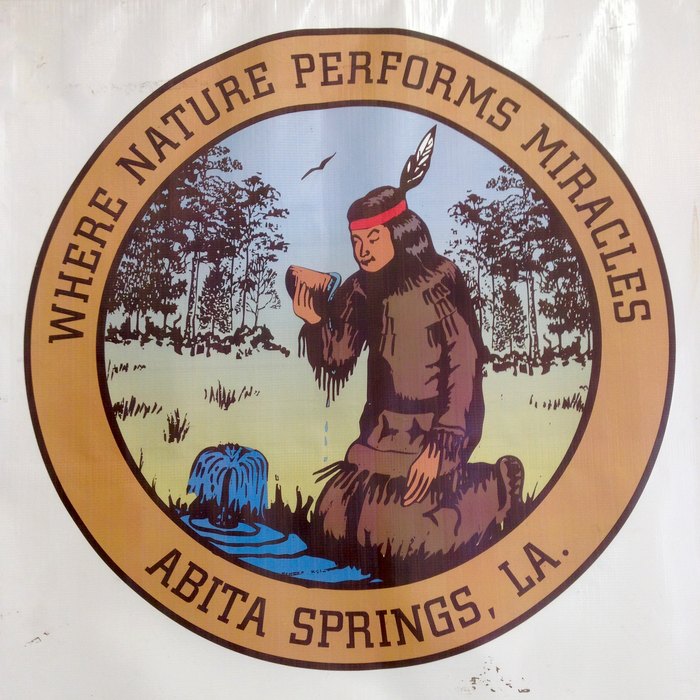 WHERE NATURE PERFORMS MIRACLES
ABITA SPRINGS, LA.